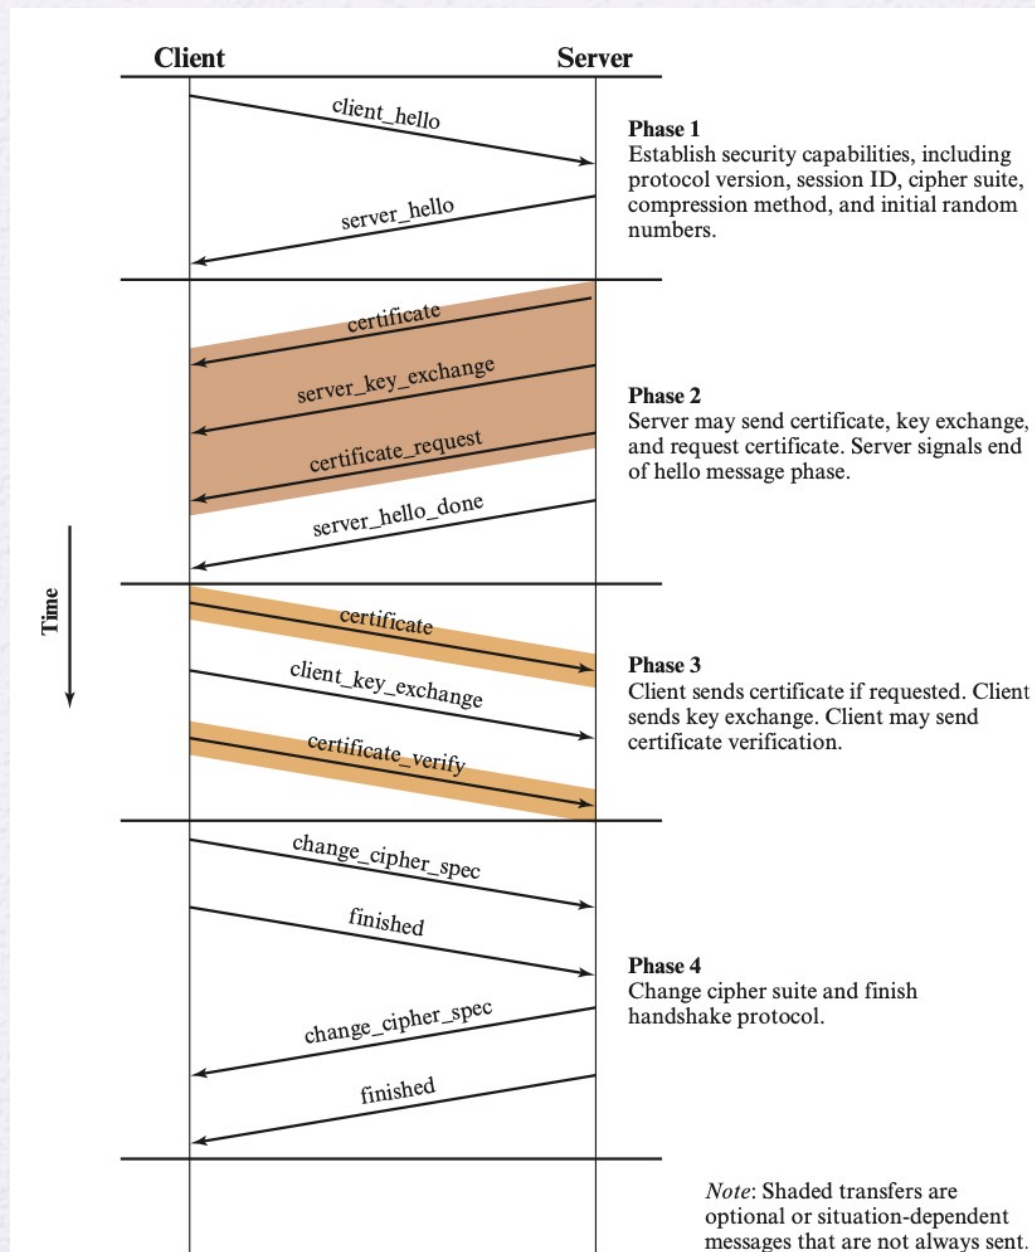 Client
Server
client_hello
server_hello
Phase 1
Establish security capabilities, including
protocol version, session ID, cipher suite,
compression method, and initial random
numbers.
certificate
server_key_exchange
certificate_request
server_hello_done
Phase 2
Server may send certificate, key exchange,
and request certificate. Server signals end
of hello message phase.
Time
certificate
client_key_exchange
certificate_verify
Phase 3
Client sends certificate if requested. Client
sends key exchange. Client may send
certificate verification.
change_cipher_spec
finished
change_cipher_spec
finished
Phase 4
Change cipher suite and finish
handshake protocol.
Note: Shaded transfers are
optional or situation-dependent
messages that are not always sent.